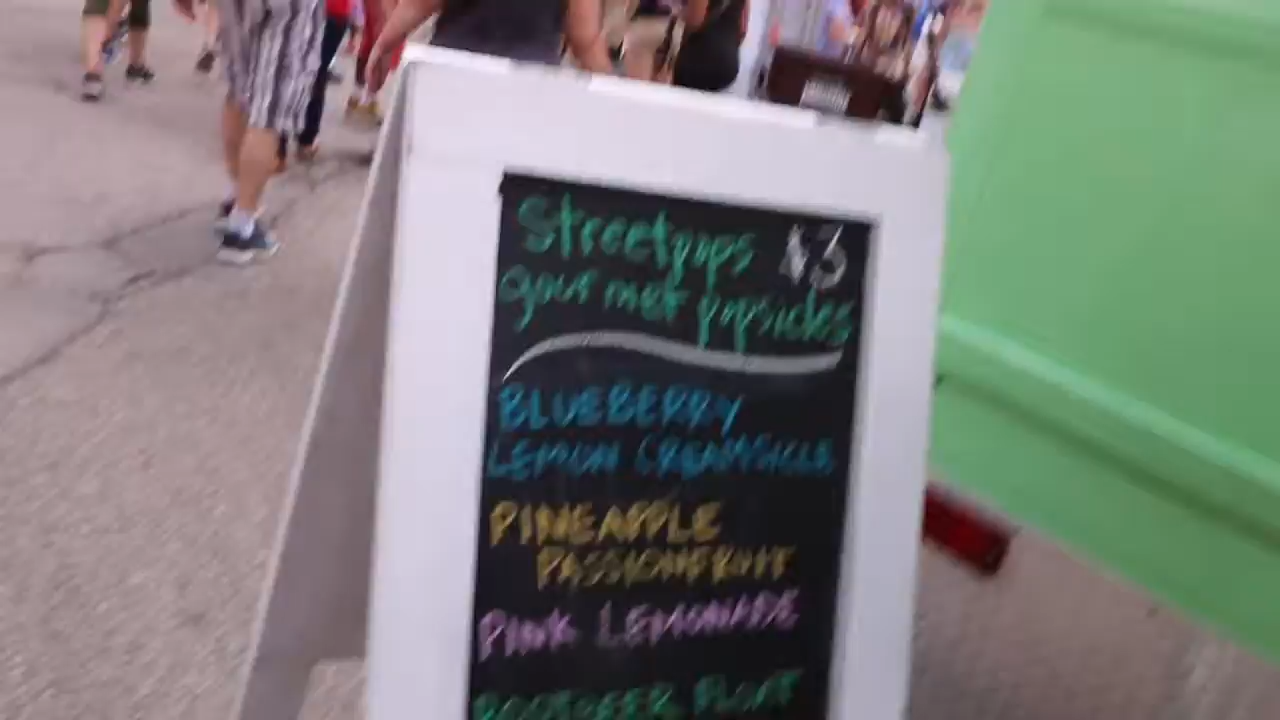 Streetpops $3
gourmet popsicles
BLUEBERRY
LEMON CREAMSICLE
PINEAPPLE
PASSIONFRUIT
PINK LEMONADE
ROOTBEER FLOAT